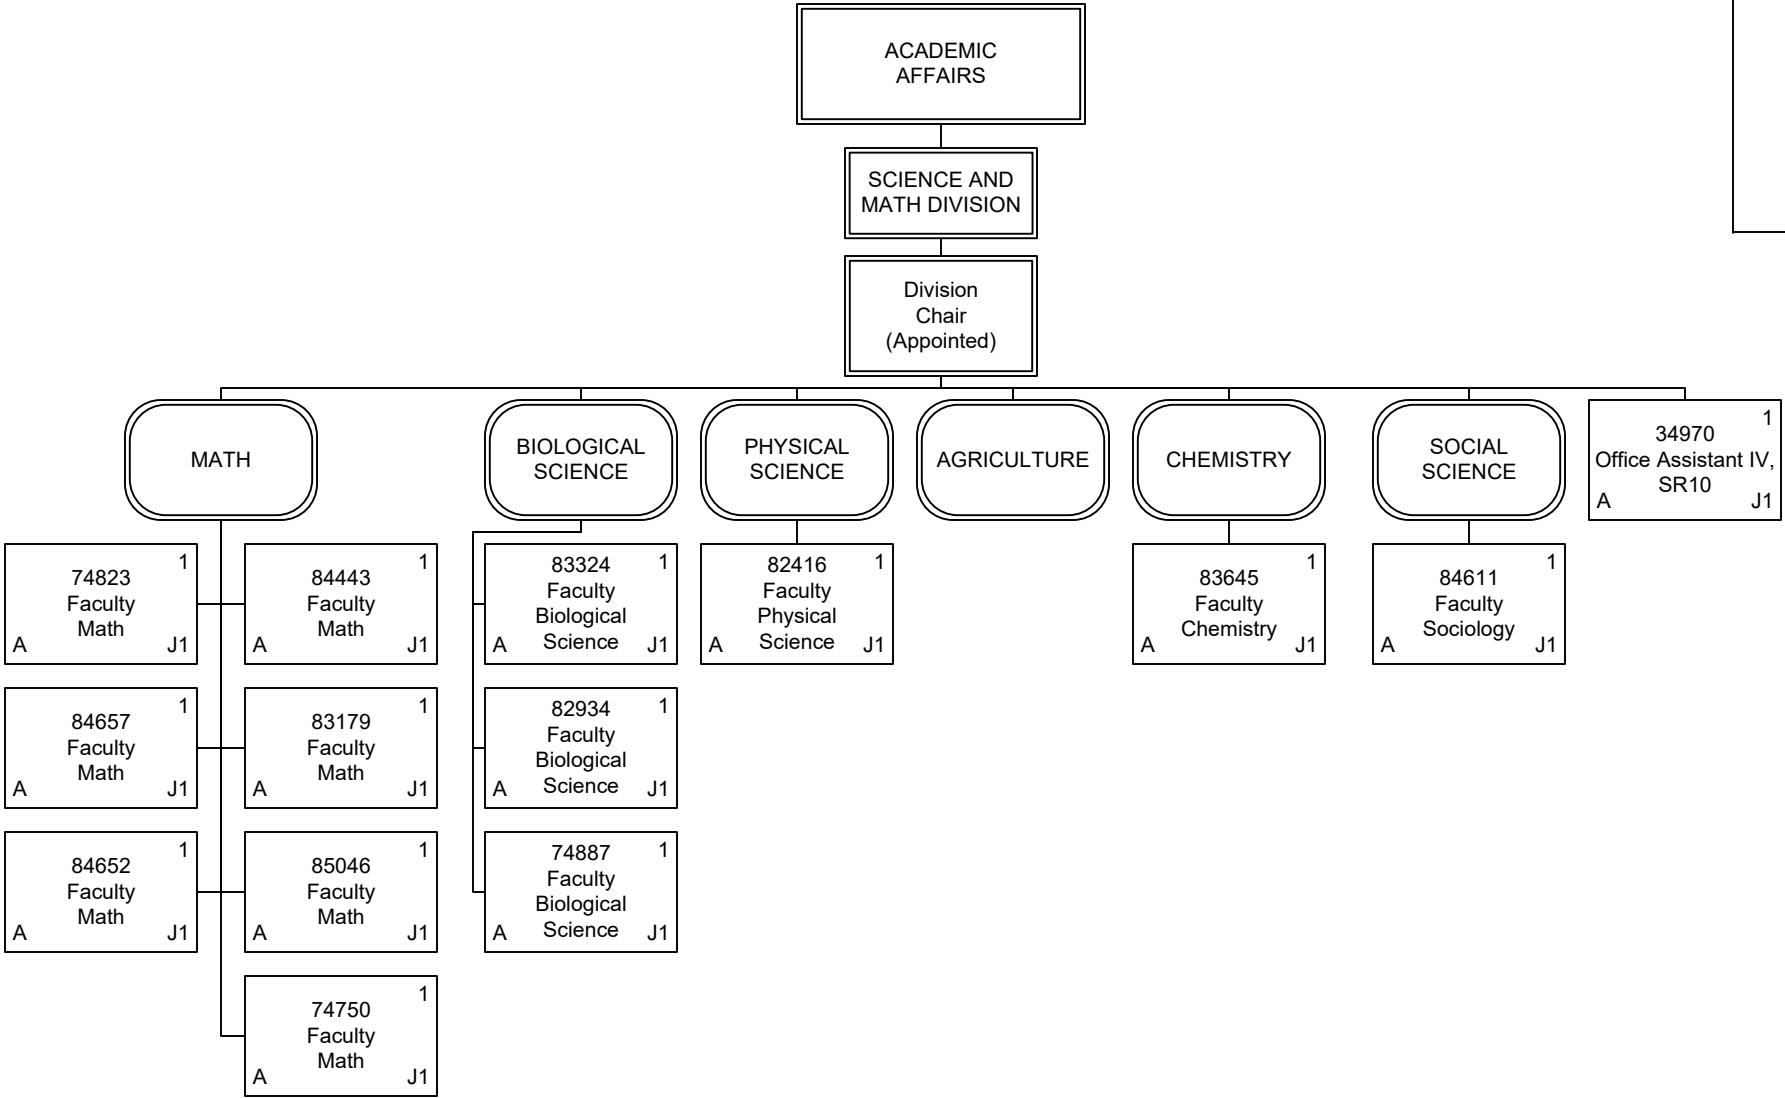 ACADEMIC
AFFAIRS
SCIENCE AND
MATH DIVISION
Division
Chair
(Appointed)
MATH
BIOLOGICAL
SCIENCE
PHYSICAL
SCIENCE
AGRICULTURE
CHEMISTRY
SOCIAL
SCIENCE
1
34970
Office Assistant IV,
SR10
A J1
1
74823
Faculty
Math
A J1
1
84443
Faculty
Math
A J1
1
83324
Faculty
Biological
Science
A J1
1
82416
Faculty
Physical
Science
A J1
1
83645
Faculty
Chemistry
A J1
1
84611
Faculty
Sociology
A J1
1
84657
Faculty
Math
A J1
1
83179
Faculty
Math
A J1
1
82934
Faculty
Biological
Science
A J1
1
84652
Faculty
Math
A J1
1
85046
Faculty
Math
A J1
1
74887
Faculty
Biological
Science
A J1
1
74750
Faculty
Math
A J1